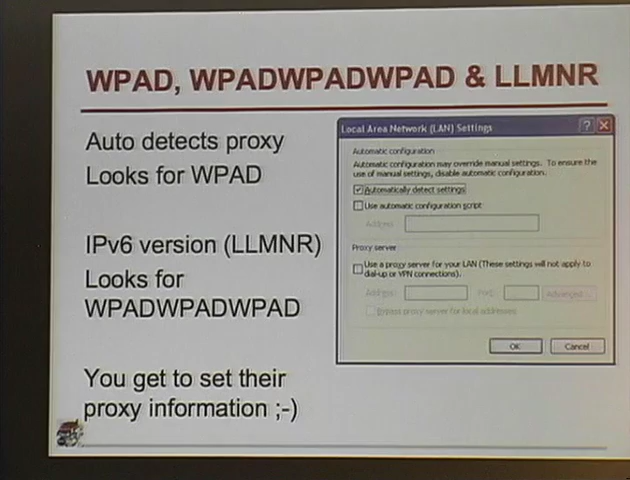 WPAD, WPADWPADWPAD & LLMNR
Auto detects proxy
Looks for WPAD
IPv6 version (LLMNR)
Looks for
WPADWPADWPAD
You get to set their
proxy information ;-)
Local Area Network (LAN) Settings
Automatic configuration
Automatic configuration may override manual settings. To ensure the
use of manual settings, disable automatic configuration.
Automatically detect settings
Use automatic configuration script
Address
Proxy server
Use a proxy server for your LAN (These settings will not apply to
dial-up or VPN connections).
Address: Port: Advanced...
Bypass proxy server for local addresses
OK Cancel